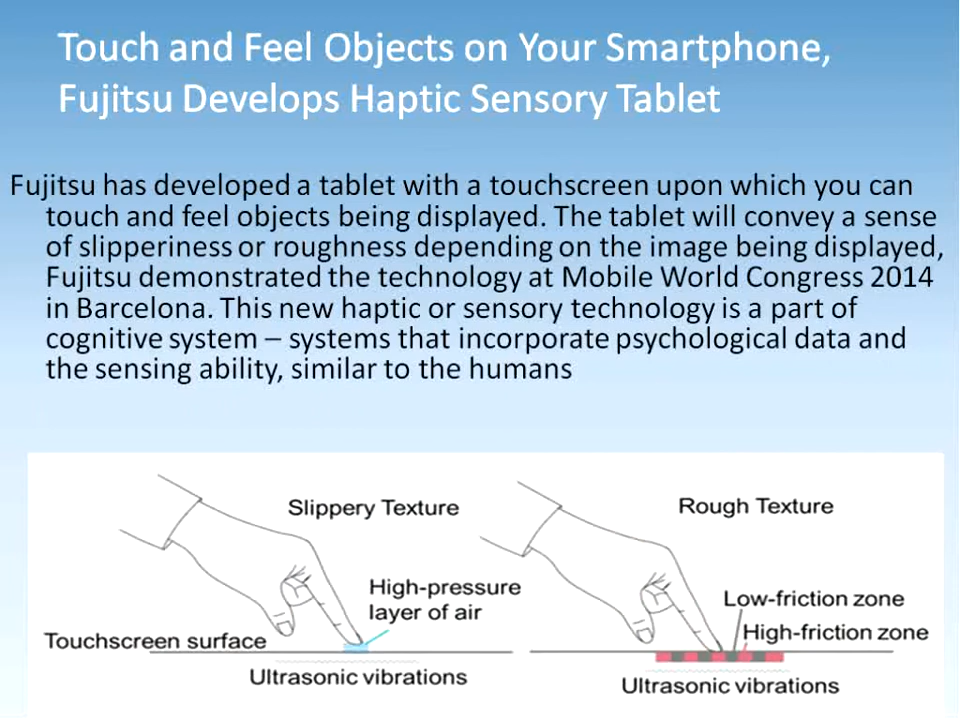 Touch and Feel Objects on Your Smartphone,
Fujitsu Develops Haptic Sensory Tablet
Fujitsu has developed a tablet with a touchscreen upon which you can
touch and feel objects being displayed. The tablet will convey a sense
of slipperiness or roughness depending on the image being displayed,
Fujitsu demonstrated the technology at Mobile World Congress 2014
in Barcelona. This new haptic or sensory technology is a part of
cognitive system – systems that incorporate psychological data and
the sensing ability, similar to the humans
Slippery Texture
High-pressure
layer of air
Touchscreen surface
Ultrasonic vibrations
Rough Texture
Low-friction zone
High-friction zone
Ultrasonic vibrations